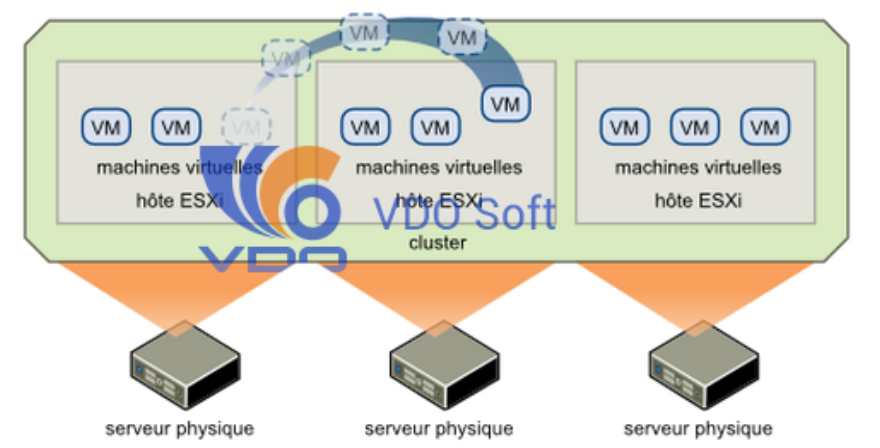 VM
VM
VM
VM
VM
VM VM VM
VM VM
VM VM VM
machines virtuelles
machines virtuelles
machines virtuelles
hôte ESXi
hôte ESXi
hôte ESXi
VDO Soft
VDO
cluster
serveur physique
serveur physique
serveur physique